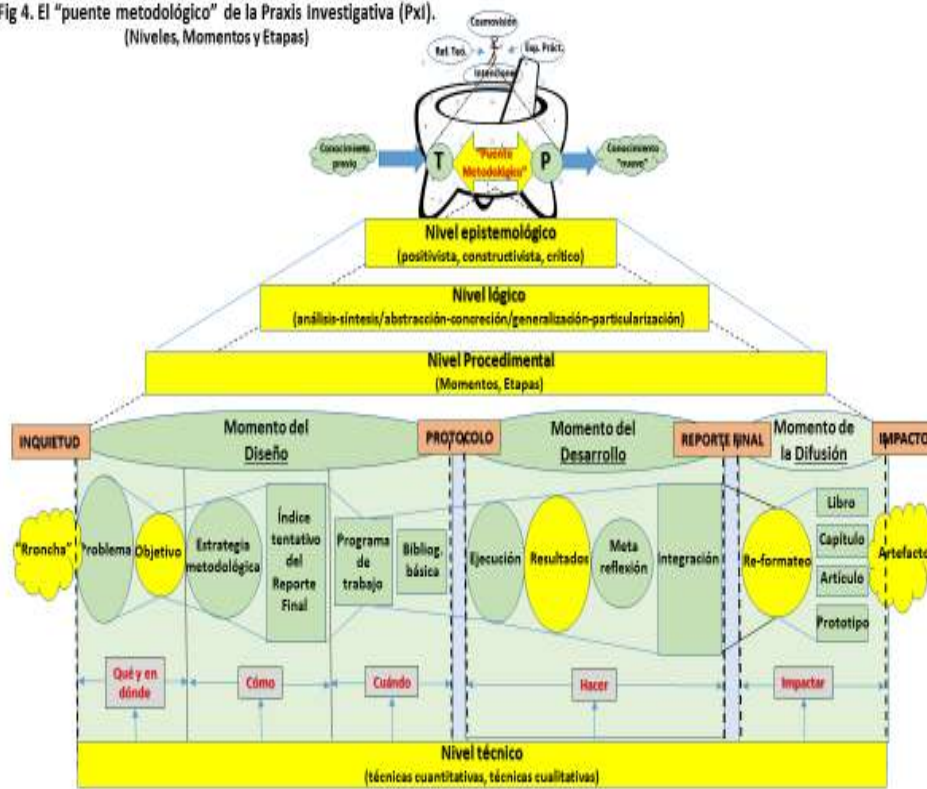 Fig 4. El “puente metodológico” de la Praxis Investigativa (PxI).
(Niveles, Momentos y Etapas)
Cosmovisión
Ref. Teó.
Exp. Práct.
Intenciones
Conocimiento
previo
T
"Puente
Metodológico"
P
Conocimiento
"nuevo"
Nivel epistemológico
(positivista, constructivista, crítico)
Nivel lógico
(análisis-síntesis/abstracción-concreción/generalización-particularización)
Nivel Procedimental
(Momentos, Etapas)
INQUIETUD
Momento del
Diseño
PROTOCOLO
Momento del
Desarrollo
REPORTE FINAL
Momento de
la Difusión
IMPACTO
"Rroncha"
Problema
Objetivo
Estrategia
metodológica
Índice
tentativo
del
Reporte
Final
Programa
de
trabajo
Bibliog.
básica
Ejecución
Resultados
Meta
reflexión
Integración
Re-formateo
Libro
Capítulo
Artículo
Prototipo
Artefacto
Qué y en
dónde
Cómo
Cuándo
Hacer
Impactar
Nivel técnico
(técnicas cuantitativas, técnicas cualitativas)